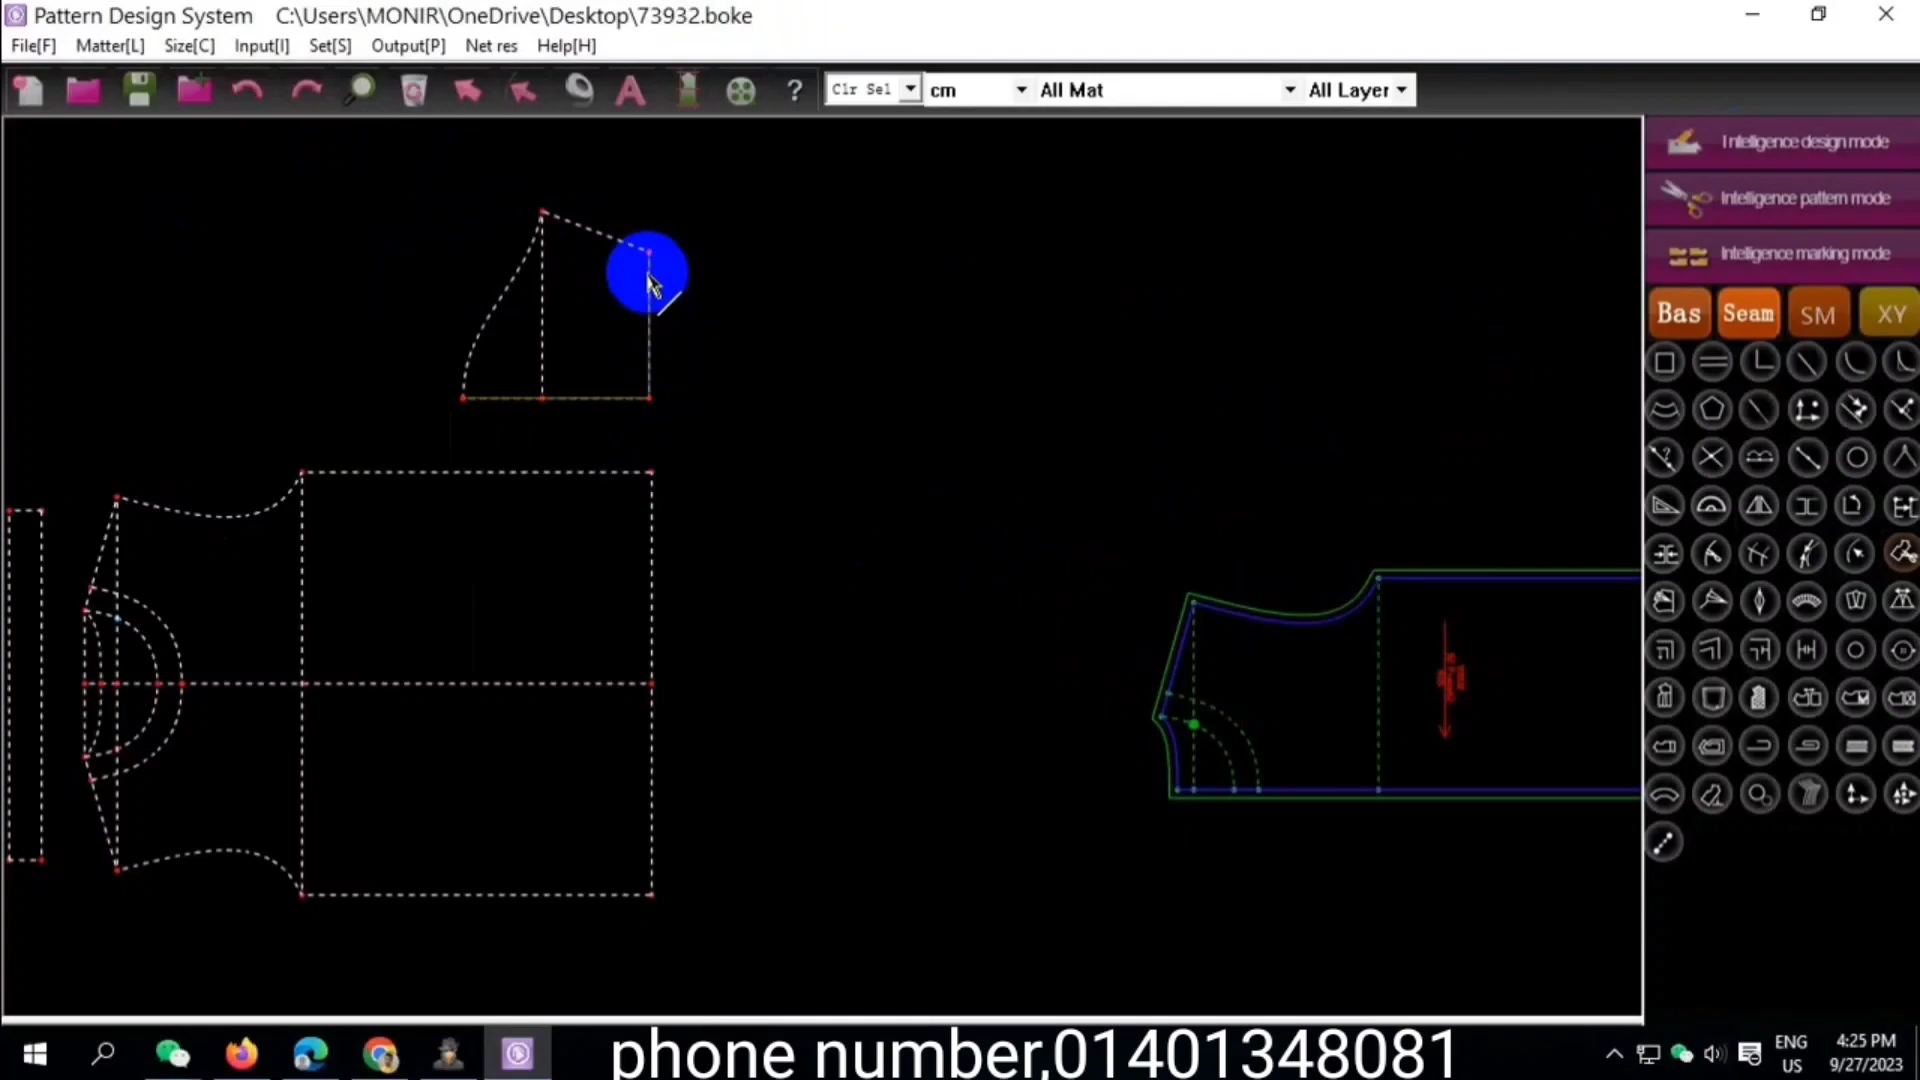 Pattern Design System C:\Users\MONIR\OneDrive\Desktop\73932.boke
File[F] Matter[L] Size[C] Input[I] Set[S] Output[P] Net res Help[H]
Clr Sel cm All Mat All Layer
Intelligence design mode
Intelligence pattern mode
Intelligence marking mode
Bas Seam SM XY
phone number,01401348081
ENG
US
4:25 PM
9/27/2023